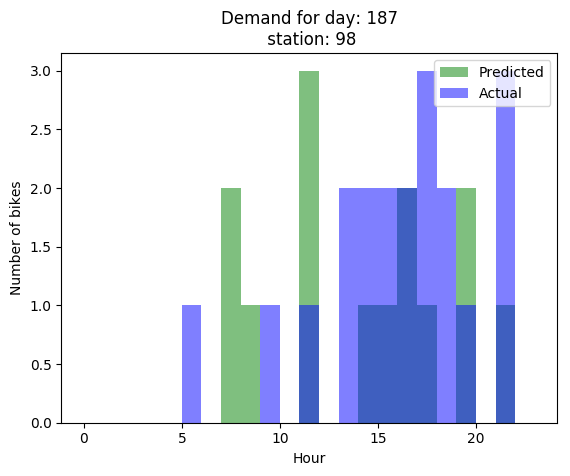 Demand for day: 187
station: 98
Predicted
Actual
Number of bikes
3.0
2.5
2.0
1.5
1.0
0.5
0.0
0
5
10
15
20
Hour